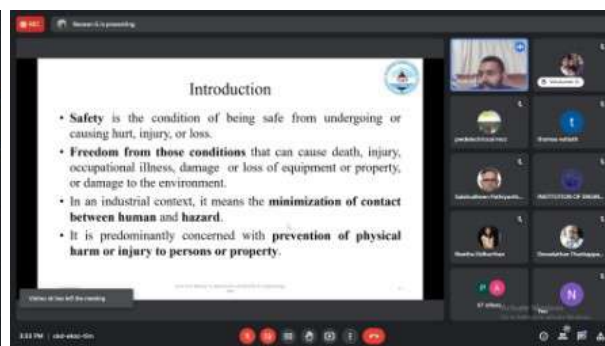 REC
Naveen G is presenting
Introduction
• Safety is the condition of being safe from undergoing or
causing hurt, injury, or loss.
• Freedom from those conditions that can cause death, injury,
occupational illness, damage or loss of equipment or property,
or damage to the environment.
• In an industrial context, it means the minimization of contact
between human and hazard.
• It is predominantly concerned with prevention of physical
harm or injury to persons or property.
left the meeting
t
P
A
N
You
Activate Windows
3:33 PM